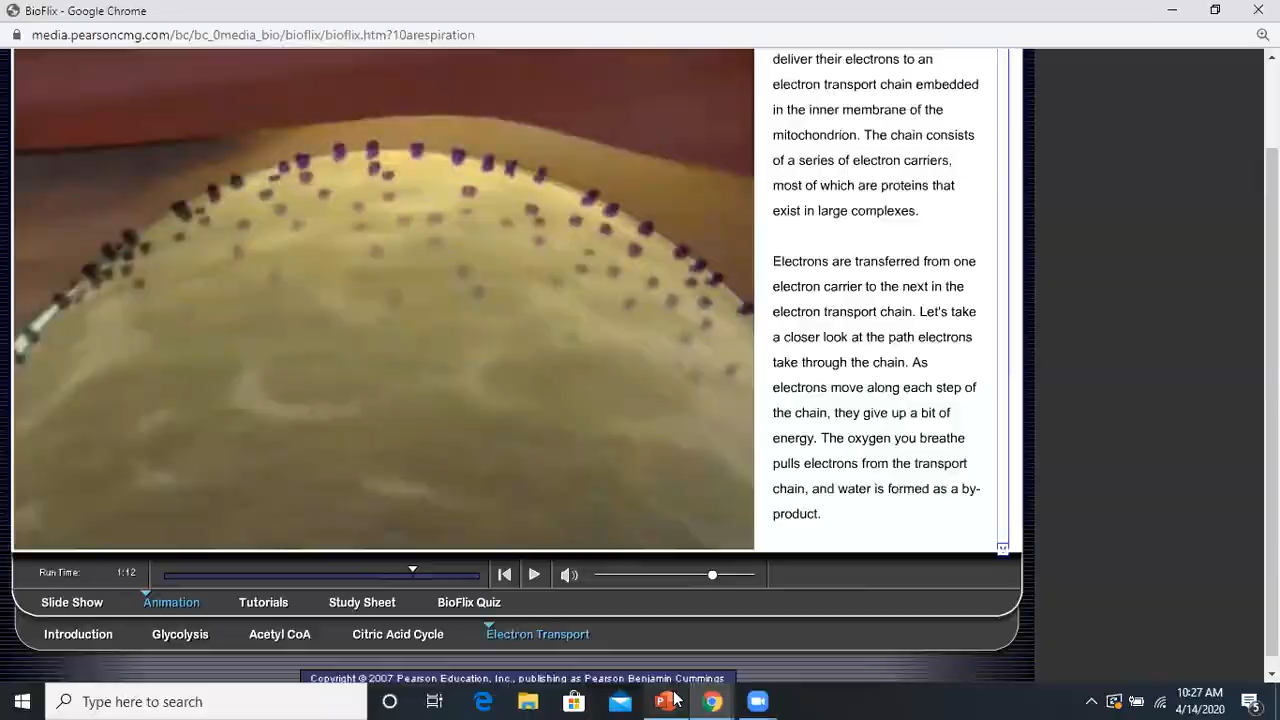 BioFlix - Google Chrome
media.pearsoncmg.com/bc/bc_0media_bio/bioflix/bioflix.htm?10arespiration
their electrons to an
electron transport chain embedded
in the inner membrane of the
mitochondrion. The chain consists
of a series of electron carriers,
most of which are proteins that
exist in large complexes.
Electrons are transferred from one
electron carrier to the next in the
electron transport chain. Let's take
a closer look at the path electrons
take through the chain. As
electrons move along each step of
the chain, they give up a bit of
energy. The oxygen you breathe
pulls electrons from the transport
chain, and water is formed as a by-
product.
Run Time: 1:12
Slide Show Animation Tutorials Study Sheet BioFlix Quiz
Introduction Glycolysis Acetyl CoA Citric Acid Cycle Electron Transport
Education, Inc., publishing as Pearson Benjamin Cummings
Type here to search
10:27 AM
4/14/2020